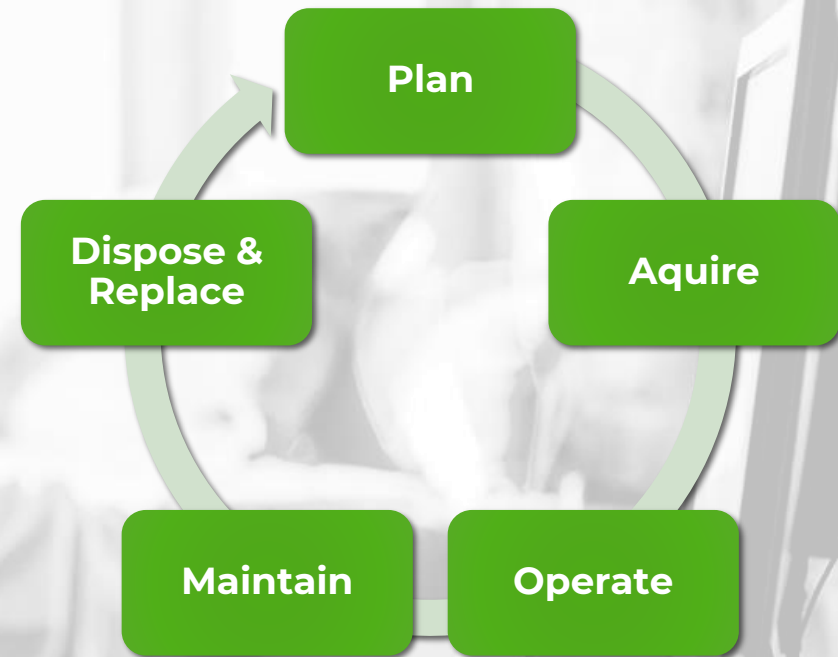 Plan
Aquire
Operate
Maintain
Dispose &
Replace